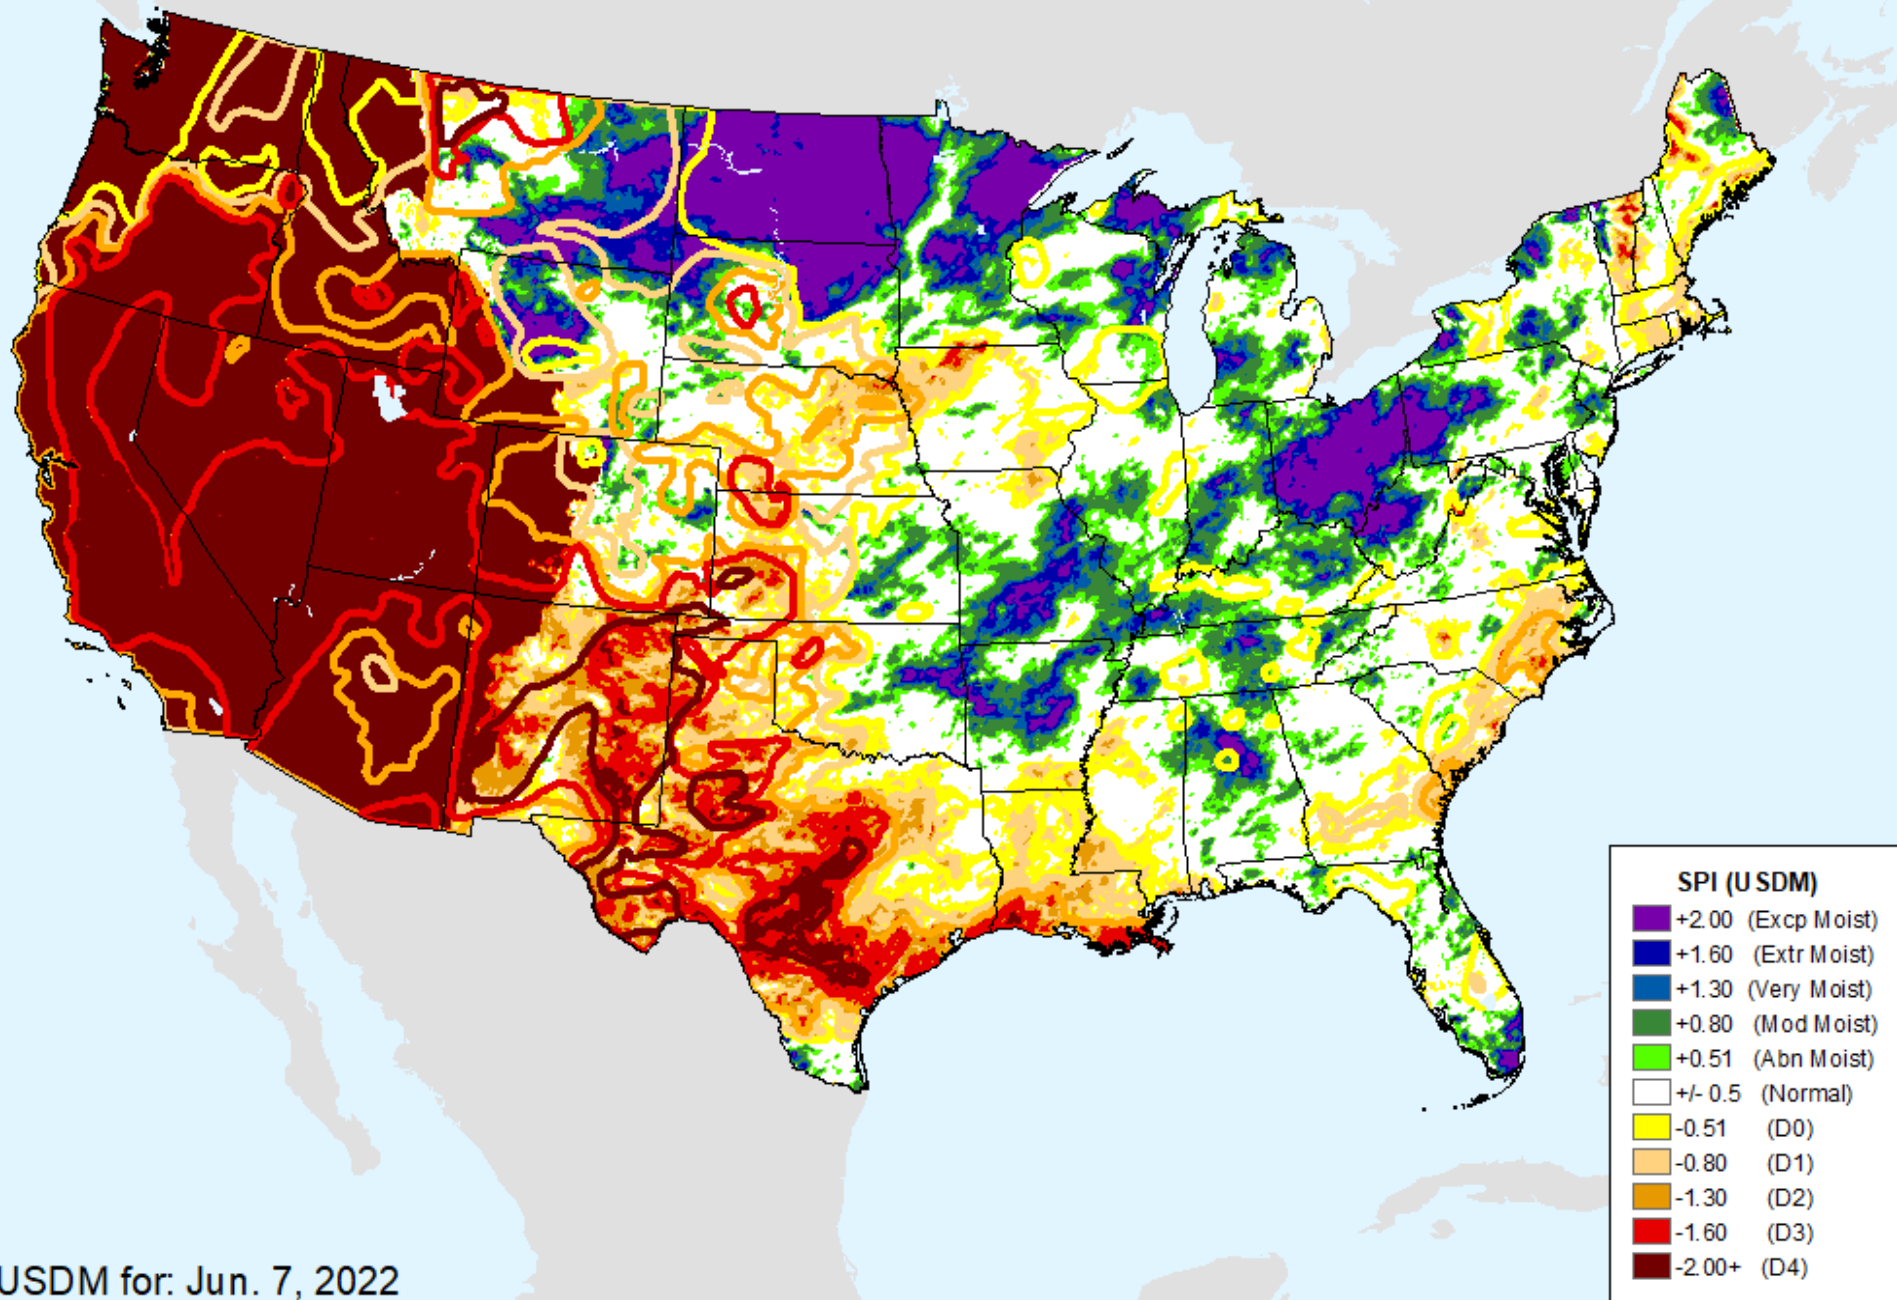 SPI (USDM)
+2.00 (Excp Moist)
+1.60 (Extr Moist)
+1.30 (Very Moist)
+0.80 (Mod Moist)
+0.51 (Abn Moist)
+/- 0.5 (Normal)
-0.51 (D0)
-0.80 (D1)
-1.30 (D2)
-1.60 (D3)
-2.00+ (D4)
USDM for: Jun. 7, 2022